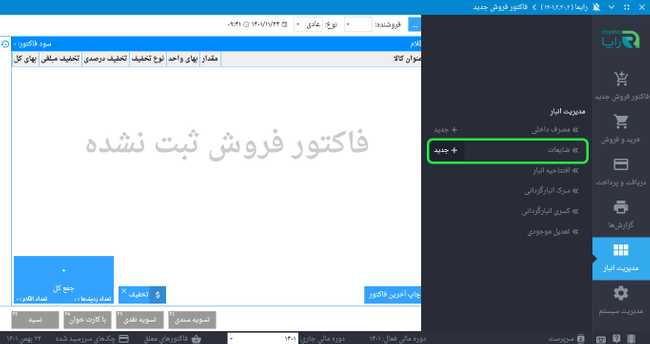 رایما ( ۱۴۰۱,۲,۲۰,۲ ) > فاکتور فروش جدید
رایا
فاکتور فروش جدید
خرید و فروش
دریافت و پرداخت
گزارش‌ها
مدیریت انبار
مدیریت سیستم
مدیریت انبار
مصرف داخلی
+ جدید
ضایعات
+ جدید
افتتاحیه انبار
سرک انبارگردانی
کسری انبارگردانی
تعدیل موجودی
فروشنده:
نوع: عادی
۱۴۰۱/۱۱/۲۴
۰۹:۴۱
سود فاکتور: ۰
عنوان کالا
مقدار
بهای واحد
نوع تخفیف
تخفیف درصدی
تخفیف مبلغی
بهای کل
فاکتور فروش ثبت نشده
چاپ آخرین فاکتور
$ تخفیف
۰
جمع کل
تعداد ردیف‌ها: ۰
تعداد اقلام: ۰
تسویه سندی
تسویه نقدی
با کارت خوان
نسیه
سرپرست
دوره مالی فعال: ۱۴۰۱
دوره مالی جاری: ۱۴۰۱
فاکتورهای معلق
چک‌های سررسید شده
۲۴ بهمن ۱۴۰۱